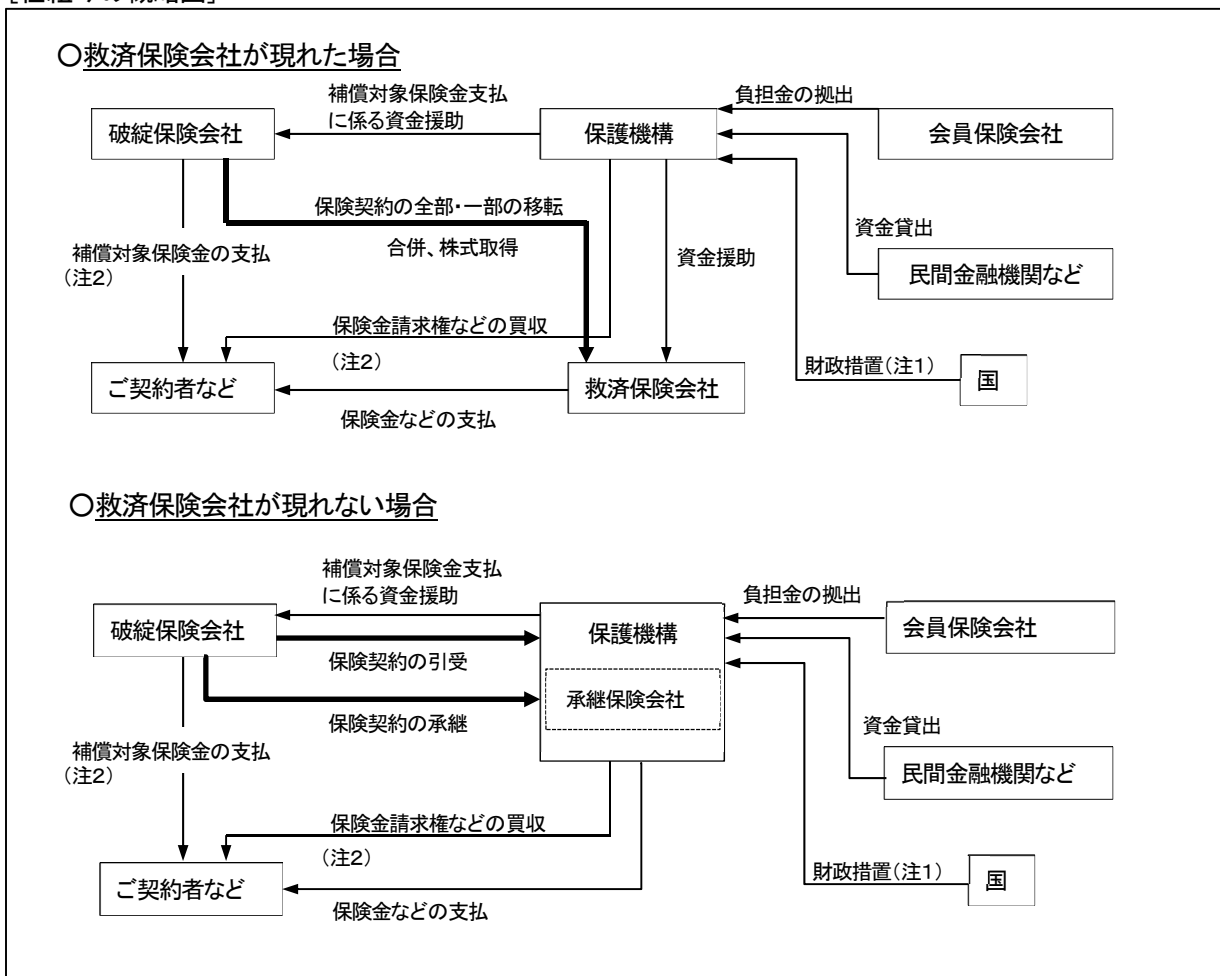 〇救済保険会社が現れた場合
補償対象保険金支払
に係る資金援助
負担金の拠出
破綻保険会社
保護機構
会員保険会社
保険契約の全部・一部の移転
合併、株式取得
資金貸出
補償対象保険金の支払
(注2)
資金援助
民間金融機関など
保険金請求権などの買収
(注2)
財政措置(注1)
国
ご契約者など
救済保険会社
保険金などの支払
〇救済保険会社が現れない場合
補償対象保険金支払
に係る資金援助
負担金の拠出
破綻保険会社
保護機構
会員保険会社
保険契約の引受
承継保険会社
保険契約の承継
資金貸出
補償対象保険金の支払
(注2)
民間金融機関など
保険金請求権などの買収
(注2)
財政措置(注1)
国
ご契約者など
保険金などの支払